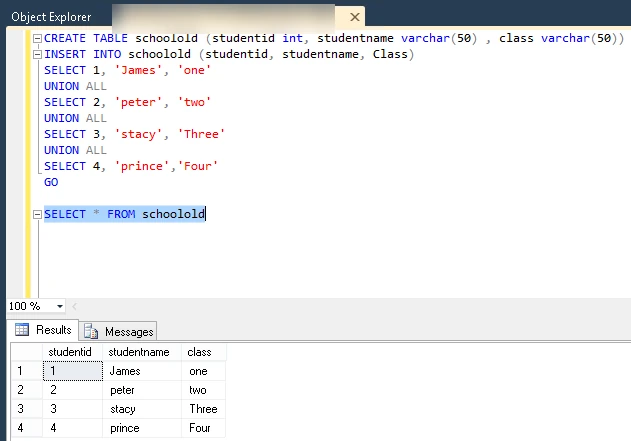 Object Explorer
CREATE TABLE schoolold (studentid int, studentname varchar(50) , class varchar(50))
INSERT INTO schoolold (studentid, studentname, Class)
SELECT 1, 'James', 'one'
UNION ALL
SELECT 2, 'peter', 'two'
UNION ALL
SELECT 3, 'stacy', 'Three'
UNION ALL
SELECT 4, 'prince','Four'
GO
SELECT * FROM schoolold
100 %
Results Messages
studentid studentname class
1 1 James one
2 2 peter two
3 3 stacy Three
4 4 prince Four